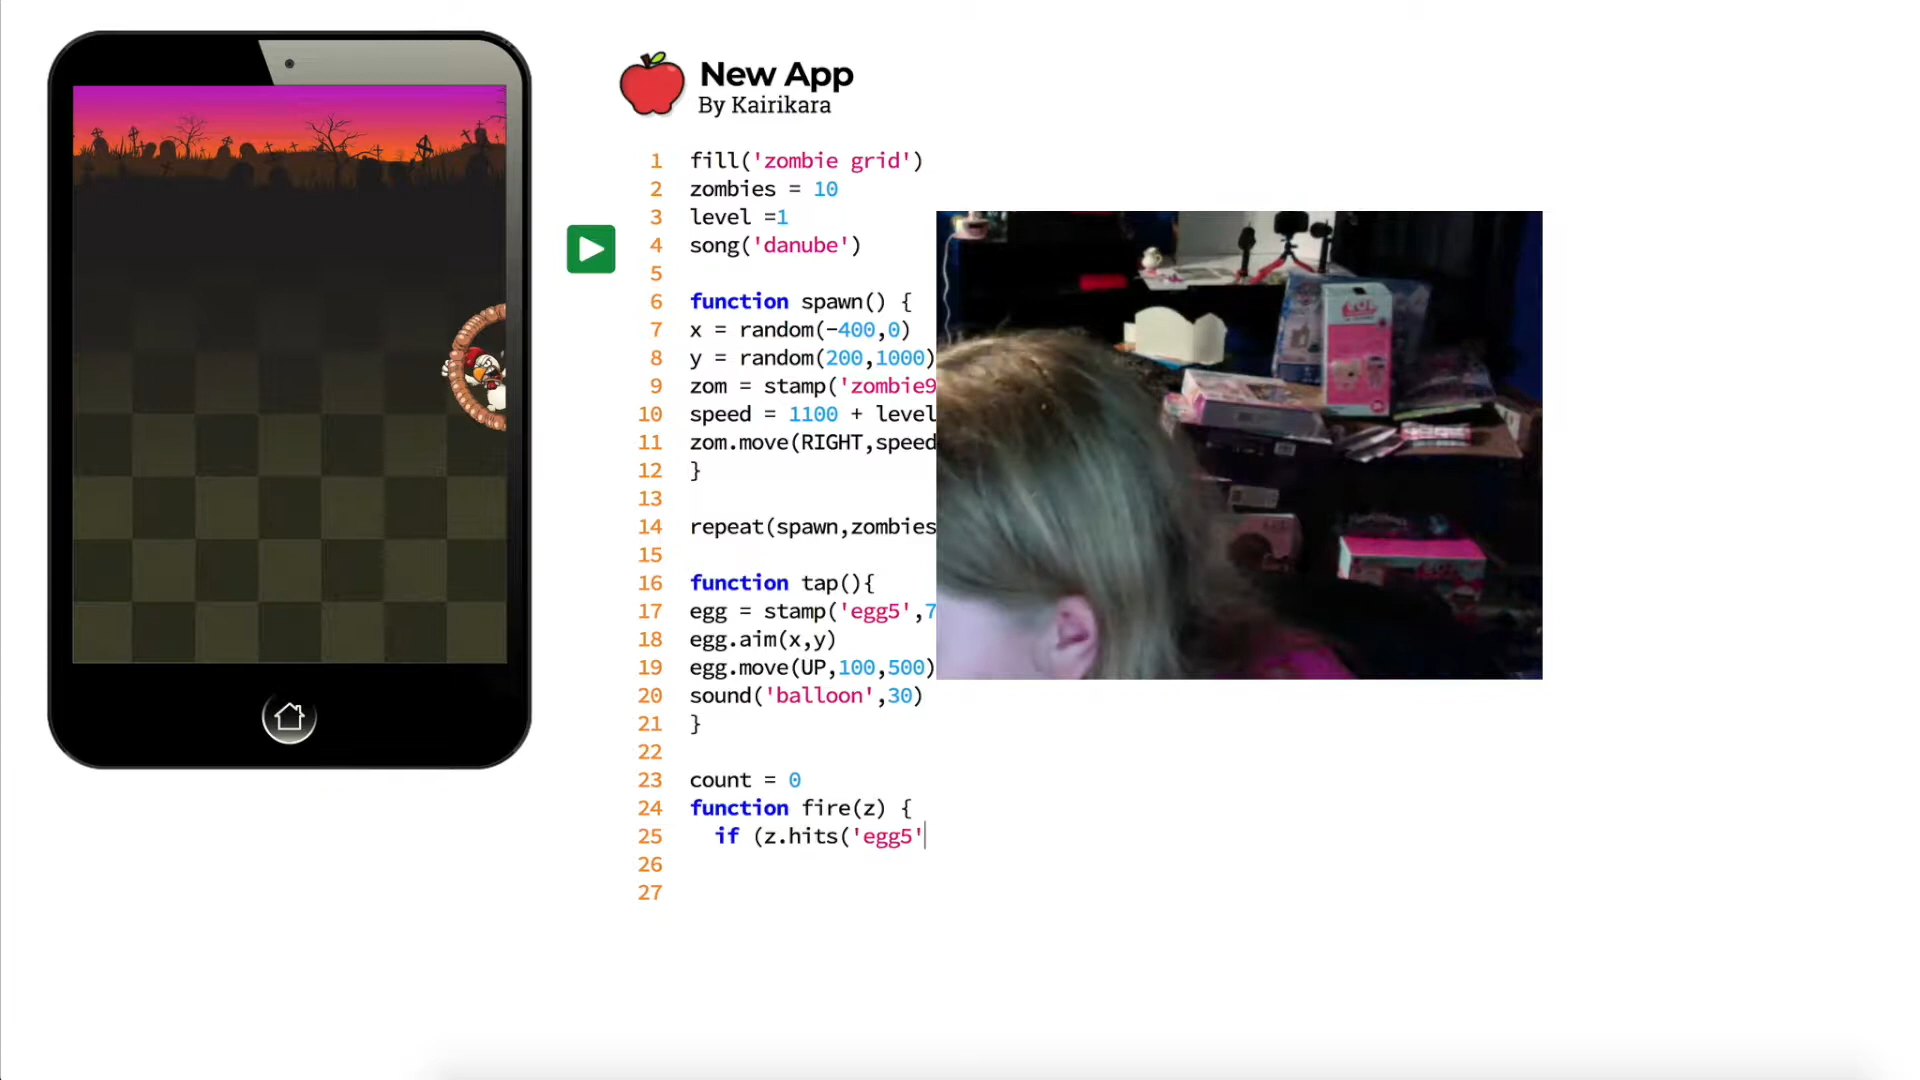 New App
By Kairikara
1 fill('zombie grid')
2 zombies = 10
3 level =1
4 song('danube')
5
6 function spawn() {
7 x = random(-400,0)
8 y = random(200,1000)
9 zom = stamp('zombie9
10 speed = 1100 + level
11 zom.move(RIGHT,speed
12 }
13
14 repeat(spawn,zombies
15
16 function tap(){
17 egg = stamp('egg5',7
18 egg.aim(x,y)
19 egg.move(UP,100,500)
20 sound('balloon',30)
21 }
22
23 count = 0
24 function fire(z) {
25 if (z.hits('egg5'
26
27